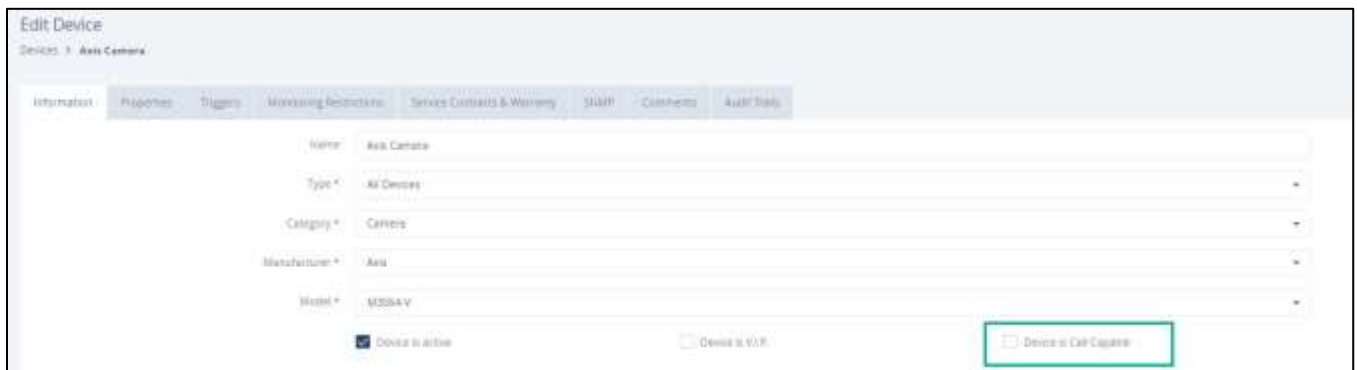 Edit Device
Devices > Axis Camera
Information Properties Triggers Monitoring Restrictions Service Contracts & Warranty SNMP Comments Audit Trails
Name Axis Camera
Type * All Devices
Category * Camera
Manufacturer * Axis
Model * M3064-V
Device is active Device is V.I.P. Device is Call Capable